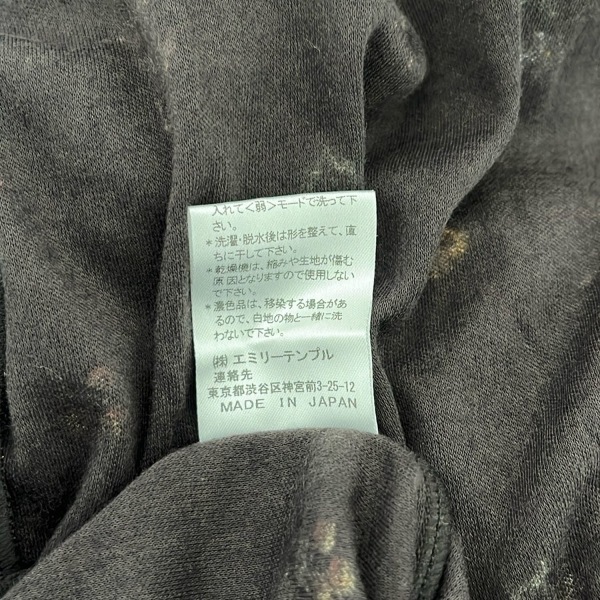 入れて<弱>モードで洗って下
さい。
*洗濯・脱水後は形を整えて、直
ちに干して下さい。
*乾燥機は、縮みや生地が傷む
原因となりますので使用しない
で下さい。
*濃色品は、移染する場合があ
るので、白地の物と一緒に洗
わないで下さい。
㈱ エミリーテンプル
連絡先
東京都渋谷区神宮前3-25-12
MADE IN JAPAN